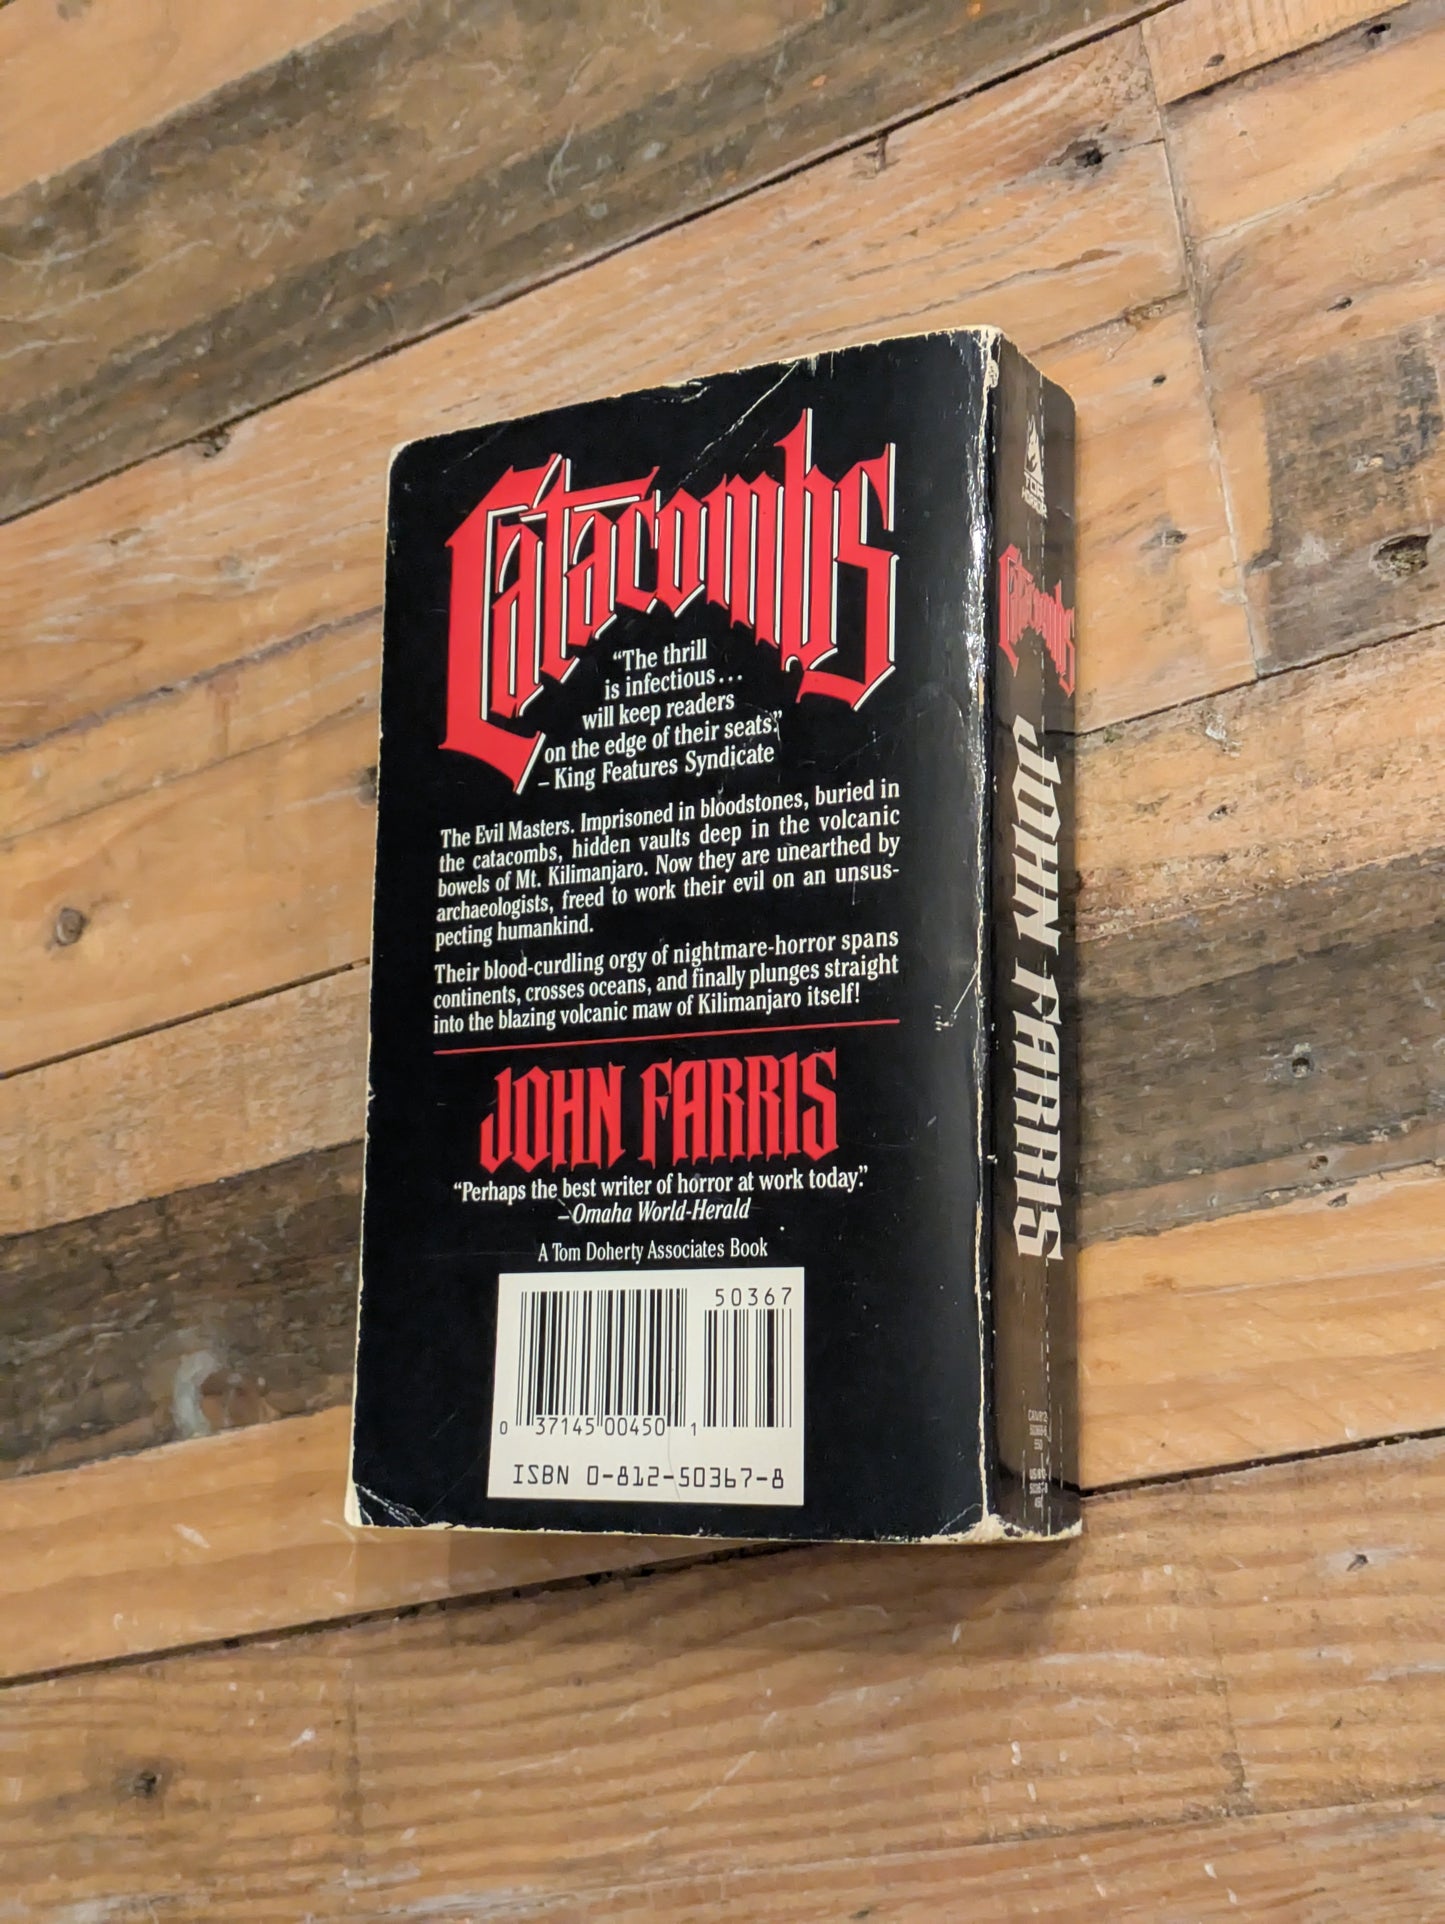 Catacombs
“The thrill
is infectious...
will keep readers
on the edge of their seats.”
– King Features Syndicate
The Evil Masters. Imprisoned in bloodstones, buried in
the catacombs, hidden vaults deep in the volcanic
bowels of Mt. Kilimanjaro. Now they are unearthed by
archaeologists, freed to work their evil on an unsus-
pecting humankind.
Their blood-curdling orgy of nightmare-horror spans
continents, crosses oceans, and finally plunges straight
into the blazing volcanic maw of Kilimanjaro itself!
JOHN FARRIS
“Perhaps the best writer of horror at work today.”
–Omaha World-Herald
A Tom Doherty Associates Book
50367
0 37145 00450 1
ISBN 0-812-50367-8
TOR
HORROR
Catacombs
JOHN FARRIS